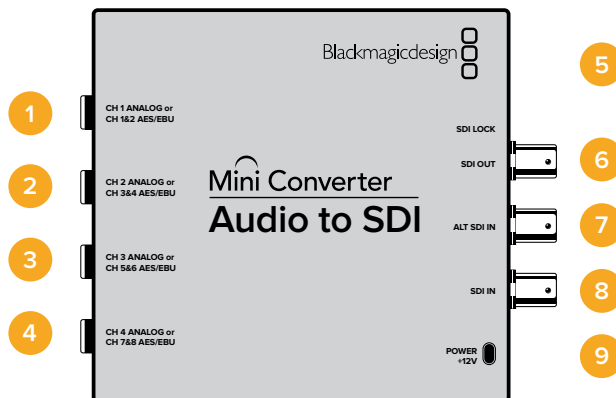 Blackmagicdesign
1
CH 1 ANALOG or
CH 1&2 AES/EBU
2
CH 2 ANALOG or
CH 3&4 AES/EBU
3
CH 3 ANALOG or
CH 5&6 AES/EBU
4
CH 4 ANALOG or
CH 7&8 AES/EBU
Mini Converter
Audio to SDI
5
SDI LOCK
6
SDI OUT
7
ALT SDI IN
8
SDI IN
9
POWER
+12V